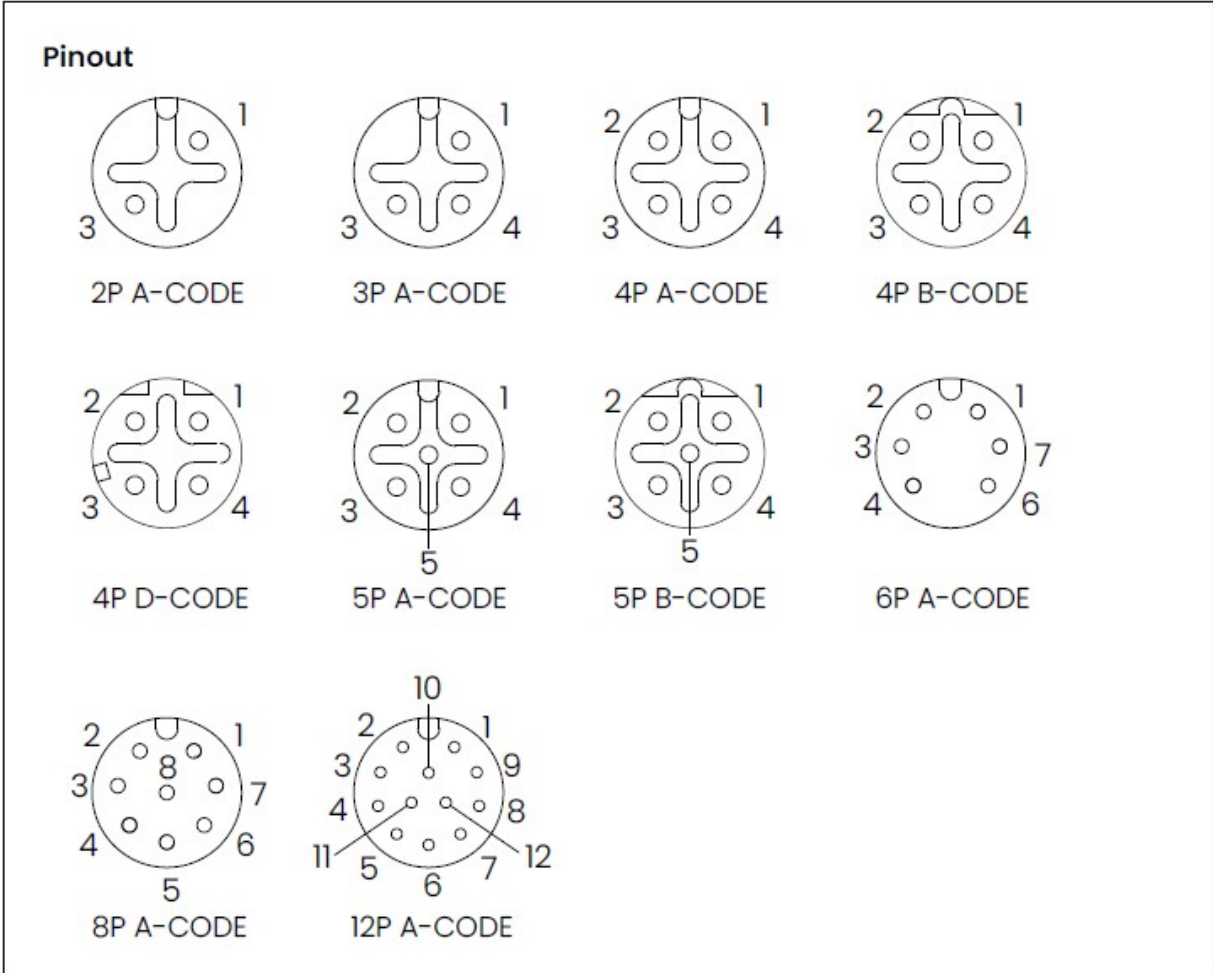 Pinout
1
3
2P A-CODE
1
3 4
3P A-CODE
2 1
3 4
4P A-CODE
2 1
3 4
4P B-CODE
2 1
3 4
4P D-CODE
2 1
3 4
5
5P A-CODE
2 1
3 4
5
5P B-CODE
2 1
3 7
4 6
6P A-CODE
2 1
8
3 7
4 6
5
8P A-CODE
10
2 1
3 9
4 8
11 12
5 7
6
12P A-CODE